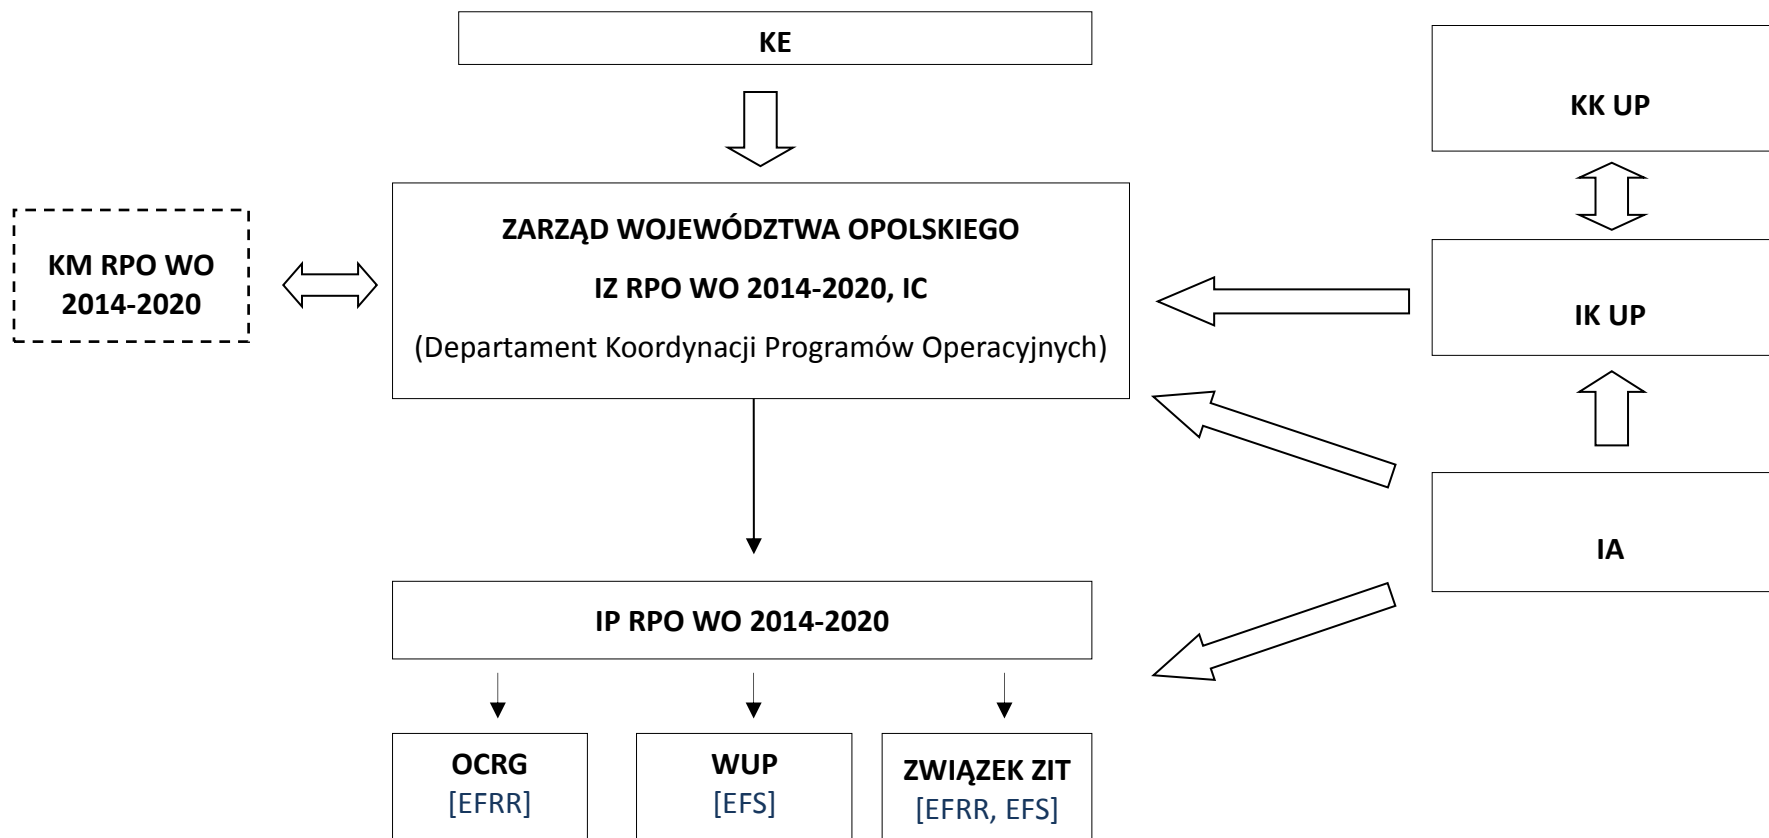 KE
KK UP
ZARZĄD WOJEWÓDZTWA OPOLSKIEGO
IZ RPO WO 2014-2020, IC
(Departament Koordynacji Programów Operacyjnych)
KM RPO WO
2014-2020
IK UP
IA
IP RPO WO 2014-2020
OCRG
[EFRR]
WUP
[EFS]
ZWIĄZEK ZIT
[EFRR, EFS]